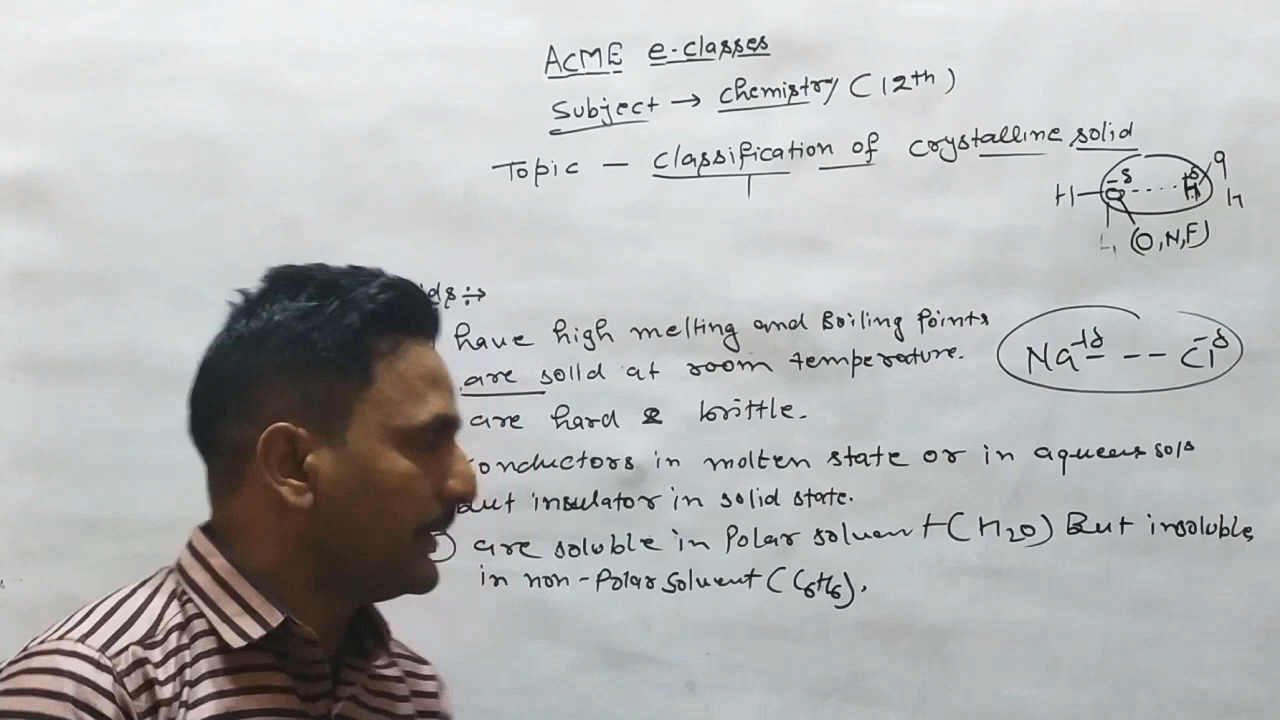 ACME e-classes
Subject → chemistry (12th)
Topic - classification of crystalline solid
H - O -δ .... H +δ
(O, N, F)
have high melting and Boiling points
are solid at room temperature.
Na +δ - - - Cl -δ
are hard & brittle.
onductors in molten state or in aqueous solⁿ
But insulator in solid state.
are soluble in Polar solvent (H2O) But insoluble
in non-Polar solvent (C6H6).